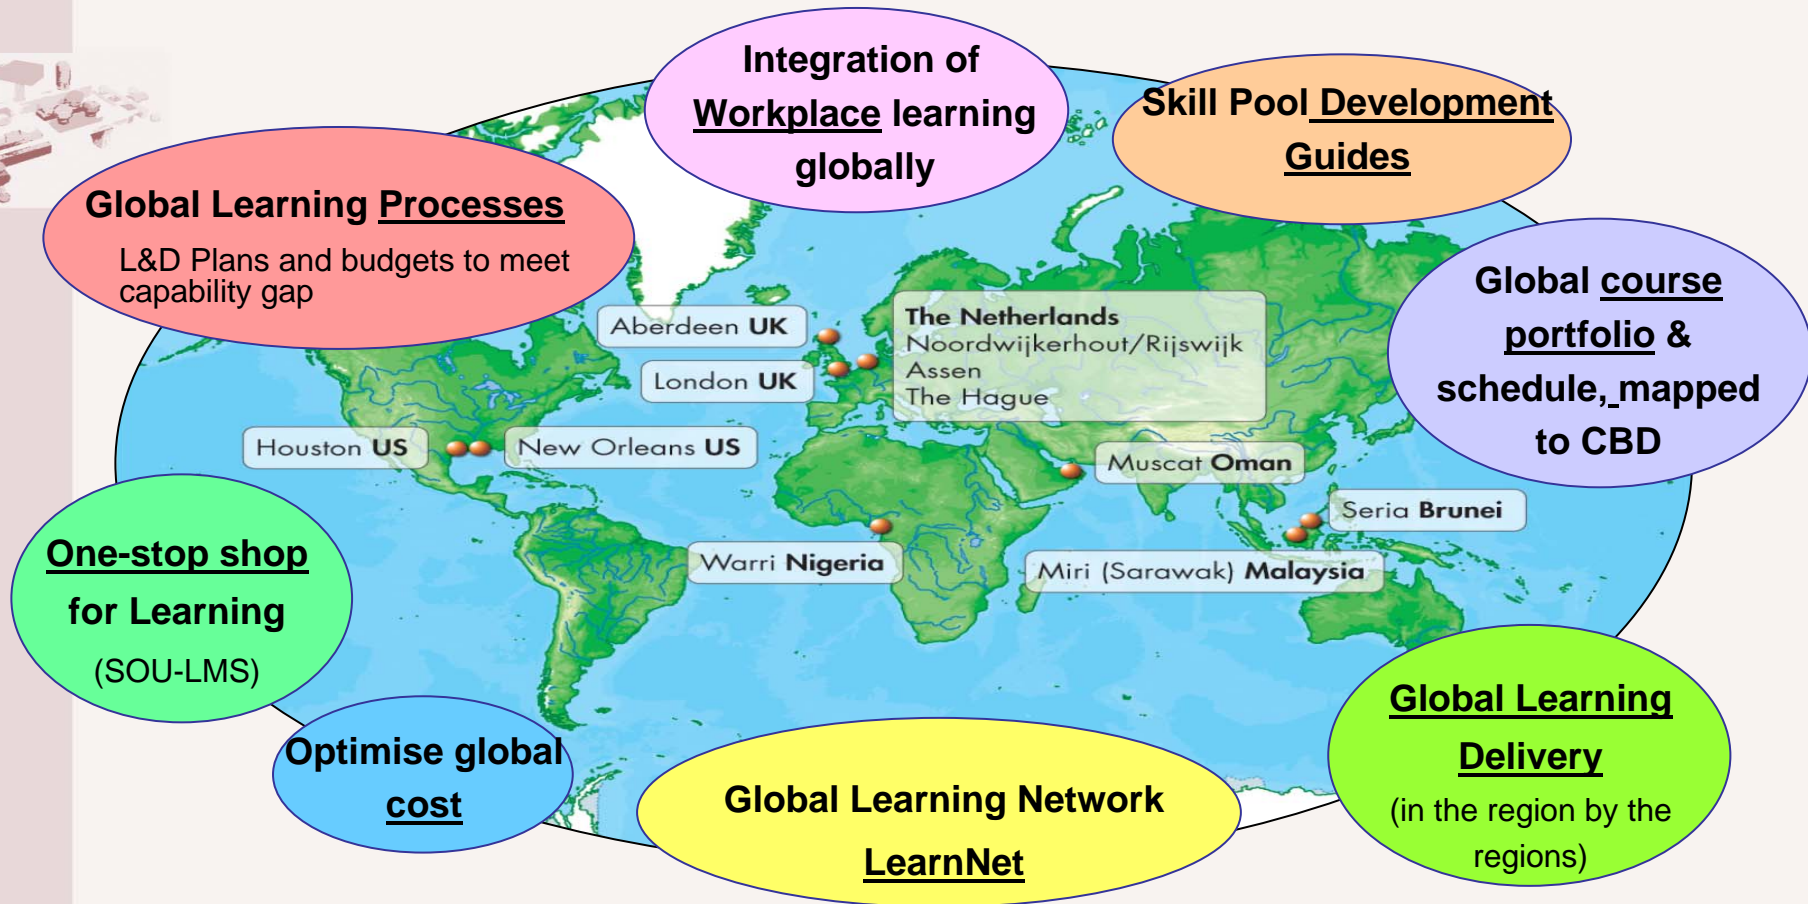 Integration of
Workplace learning
globally
Skill Pool Development
Guides
Global Learning Processes
L&D Plans and budgets to meet
capability gap
Global course
portfolio &
schedule, mapped
to CBD
Aberdeen UK
London UK
The Netherlands
Noordwijkerhout/Rijswijk
Assen
The Hague
Houston US
New Orleans US
Muscat Oman
Seria Brunei
Warri Nigeria
Miri (Sarawak) Malaysia
One-stop shop
for Learning
(SOU-LMS)
Optimise global
cost
Global Learning Network
LearnNet
Global Learning
Delivery
(in the region by the
regions)